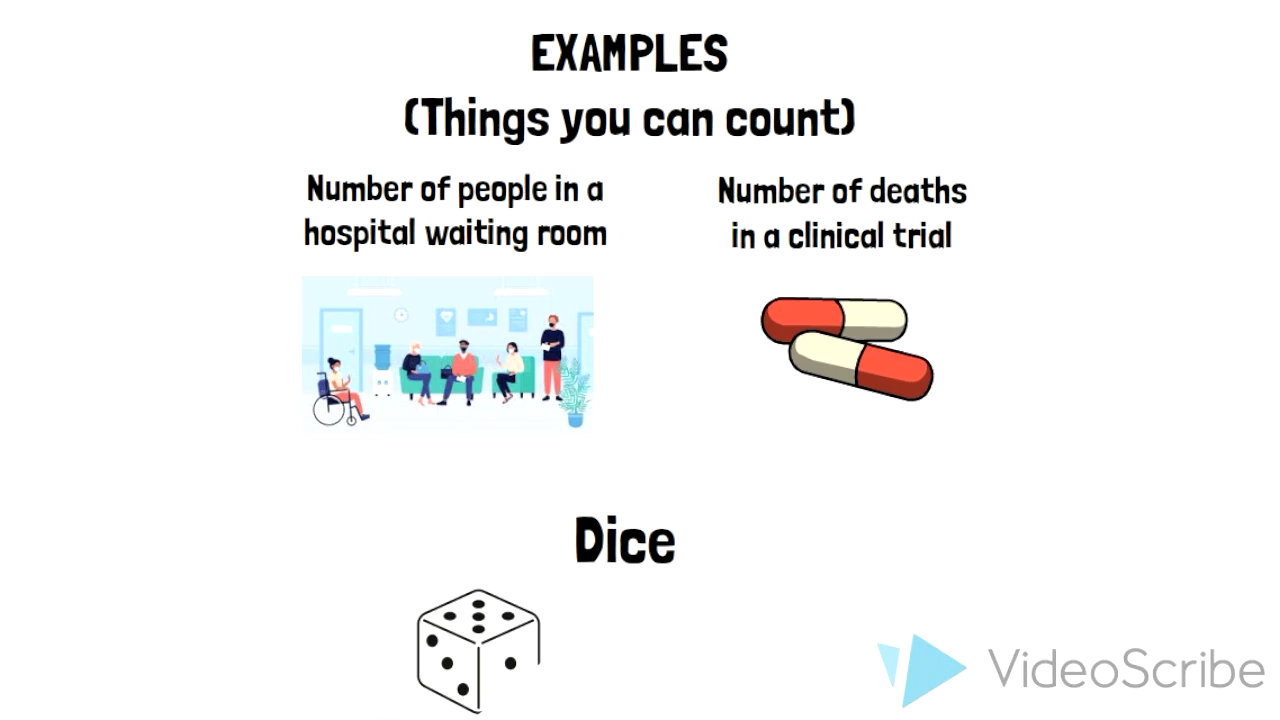 EXAMPLES
(Things you can count)
Number of people in a
hospital waiting room
Number of deaths
in a clinical trial
Dice
VideoScribe